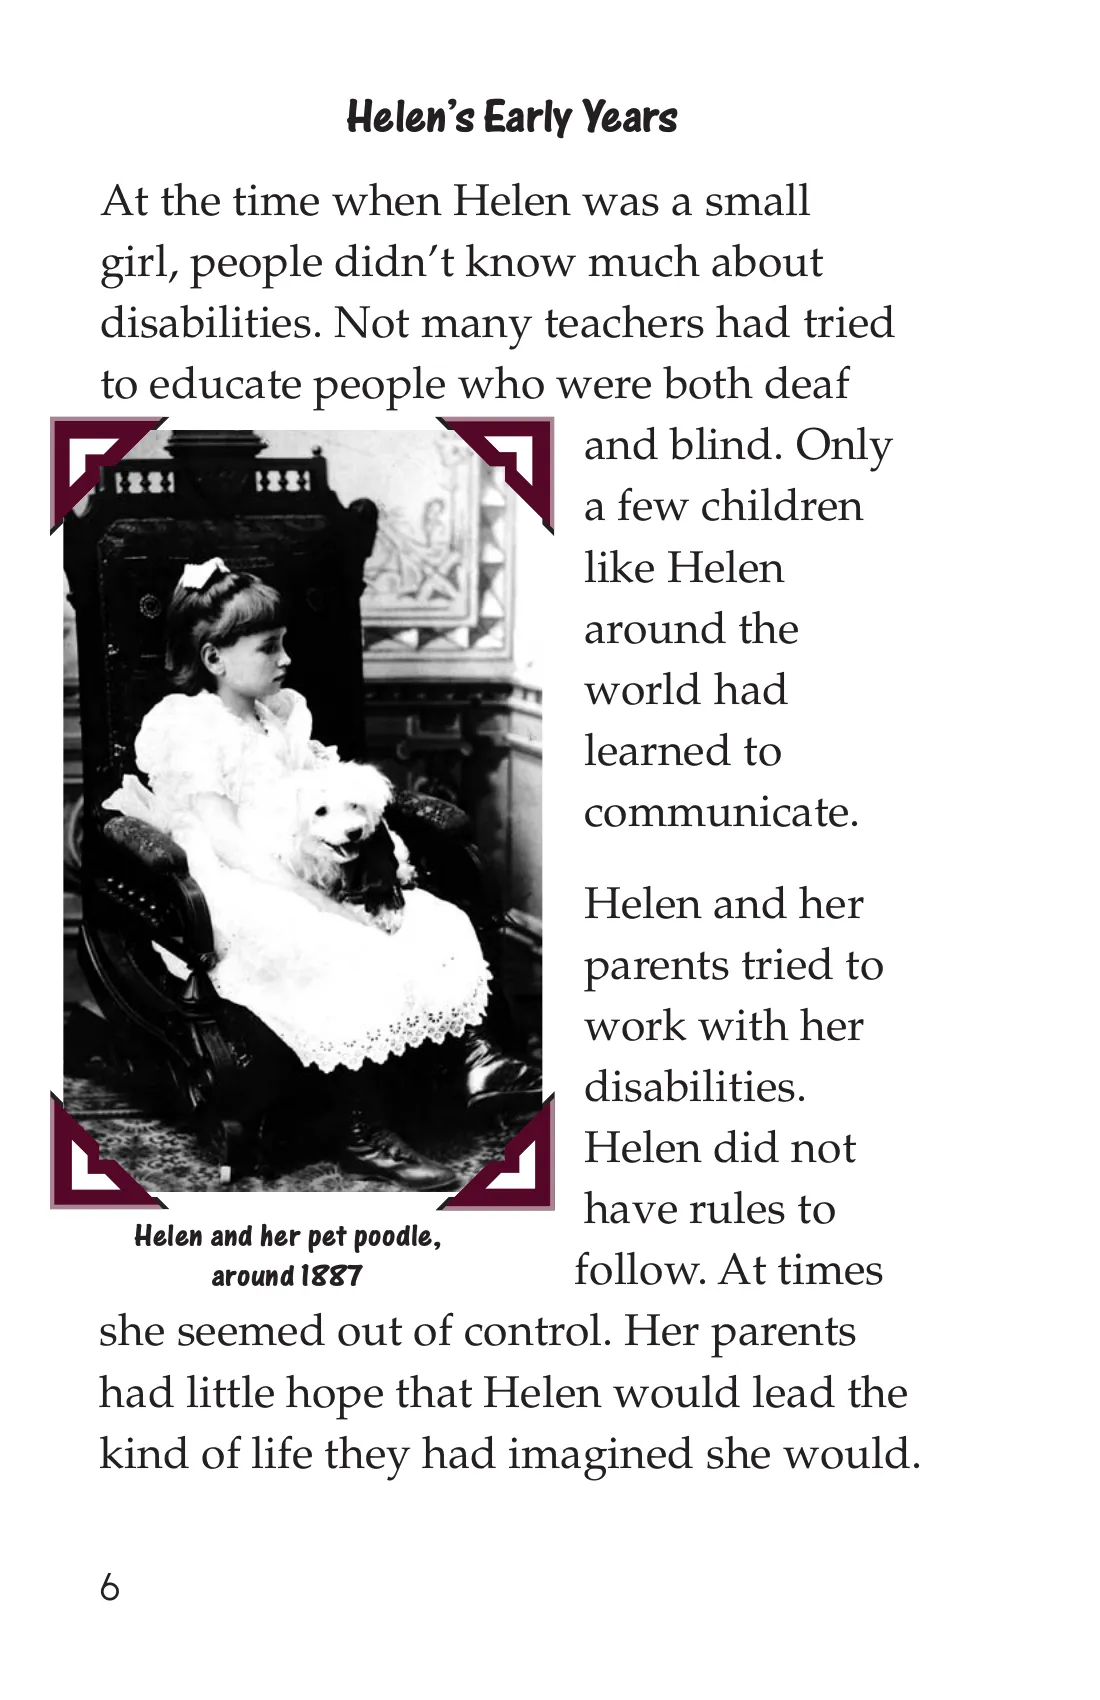 Helen’s Early Years
At the time when Helen was a small
girl, people didn’t know much about
disabilities. Not many teachers had tried
to educate people who were both deaf
and blind. Only
a few children
like Helen
around the
world had
learned to
communicate.
Helen and her
parents tried to
work with her
disabilities.
Helen did not
have rules to
follow. At times
she seemed out of control. Her parents
had little hope that Helen would lead the
kind of life they had imagined she would.
Helen and her pet poodle,
around 1887
6